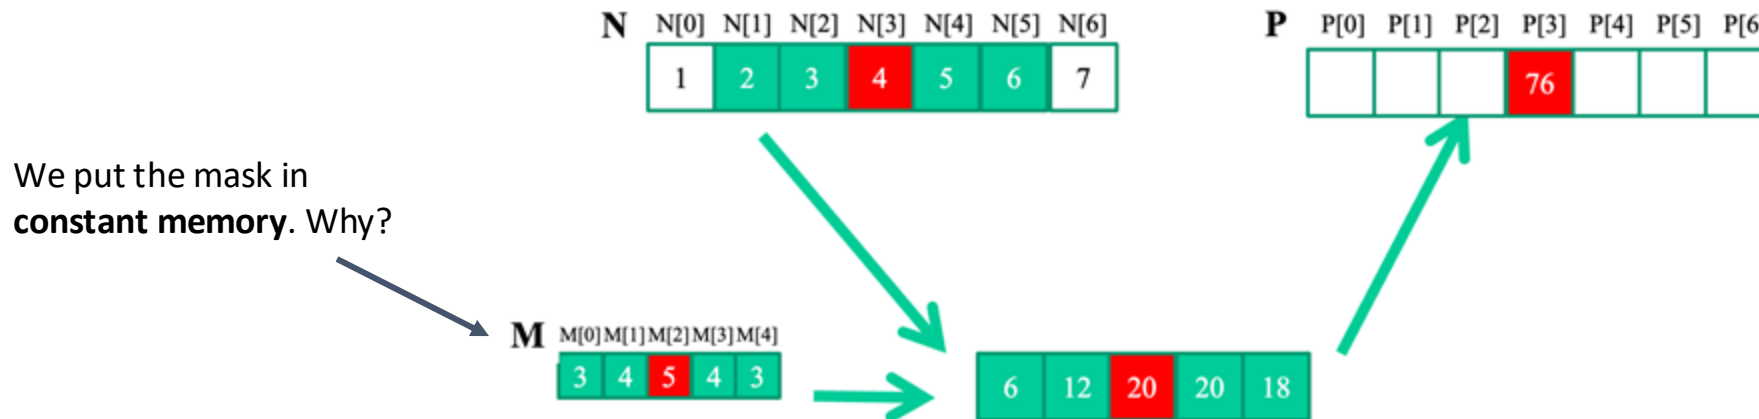 N N[0] N[1] N[2] N[3] N[4] N[5] N[6]
1 2 3 4 5 6 7
P P[0] P[1] P[2] P[3] P[4] P[5] P[6
76
We put the mask in
constant memory. Why?
M M[0] M[1] M[2] M[3] M[4]
3 4 5 4 3
6 12 20 20 18